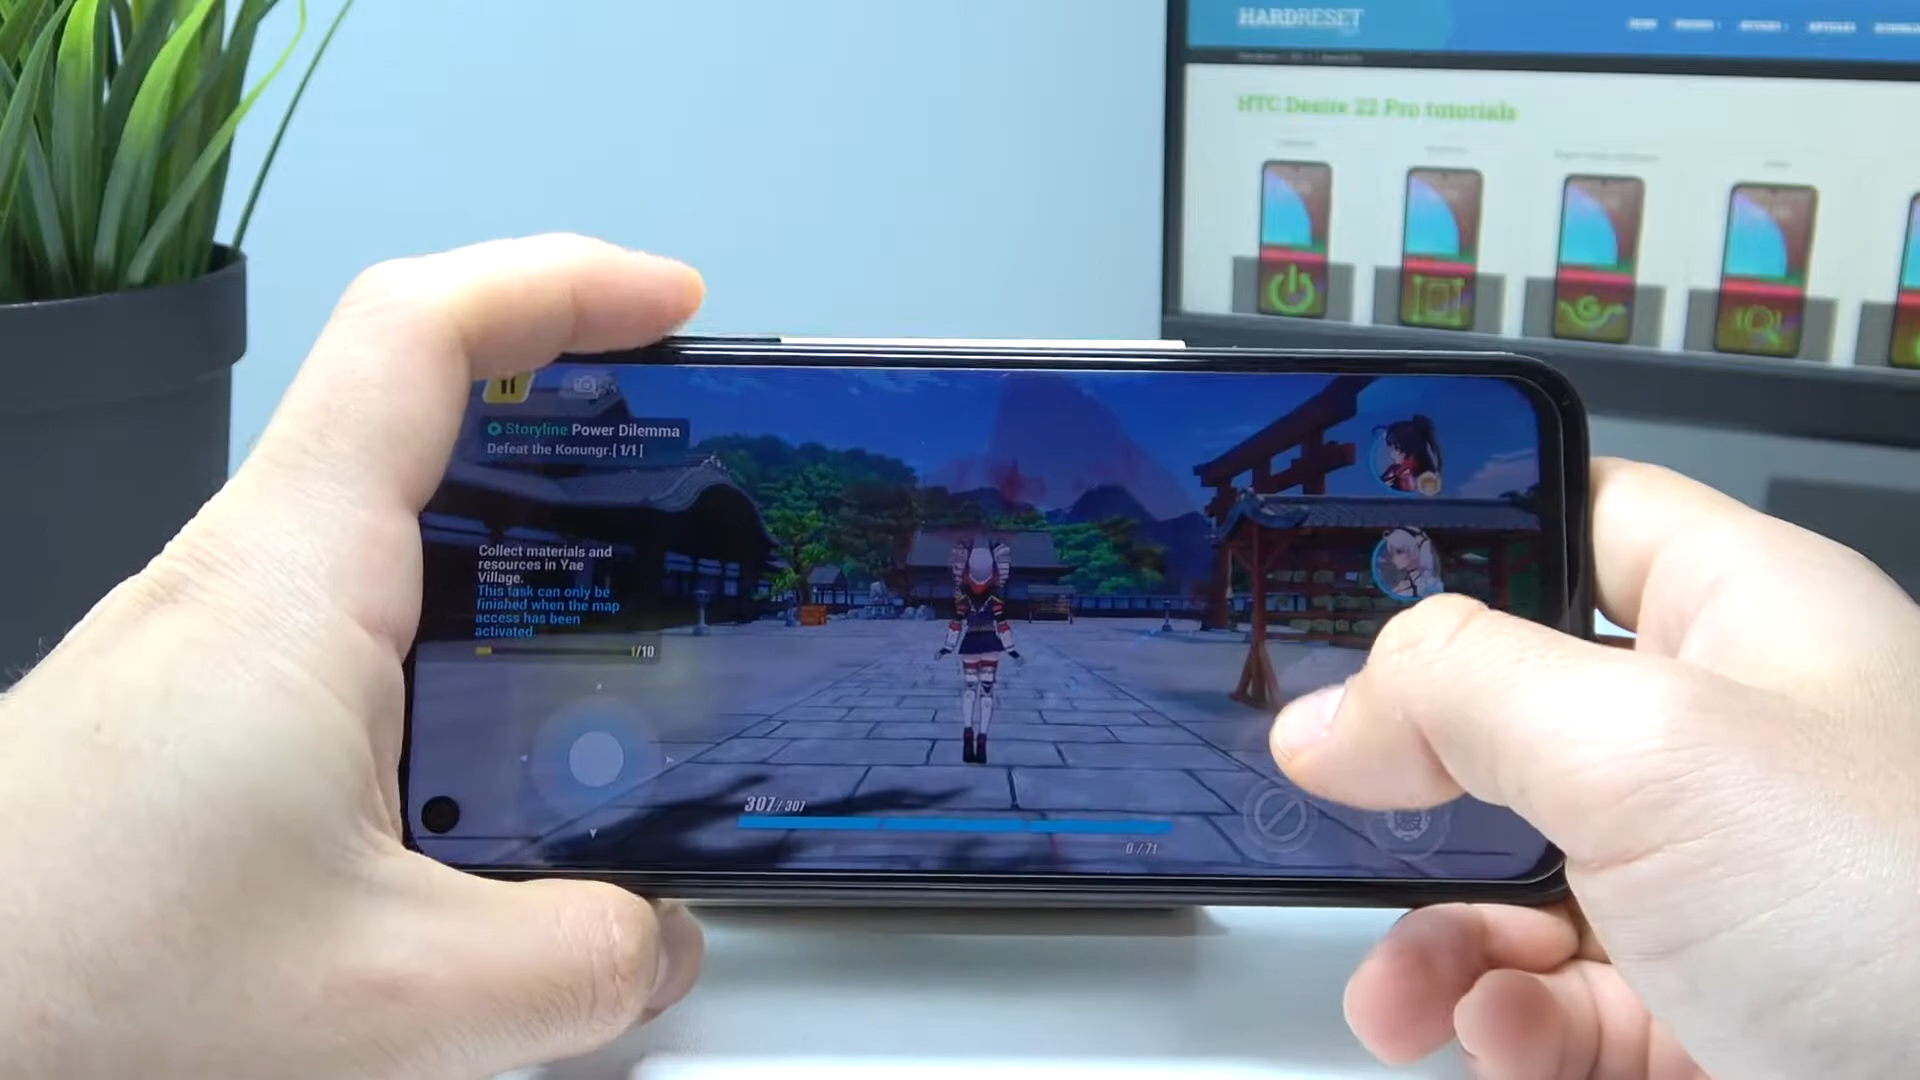 HARDRESET
HTC Desire 22 Pro tutorials
Storyline Power Dilemma
Defeat the Konungr.[ 1/1 ]
Collect materials and
resources in Yae
Village.
This task can only be
finished when the map
access has been
activated.
1/10
307/307
0/71